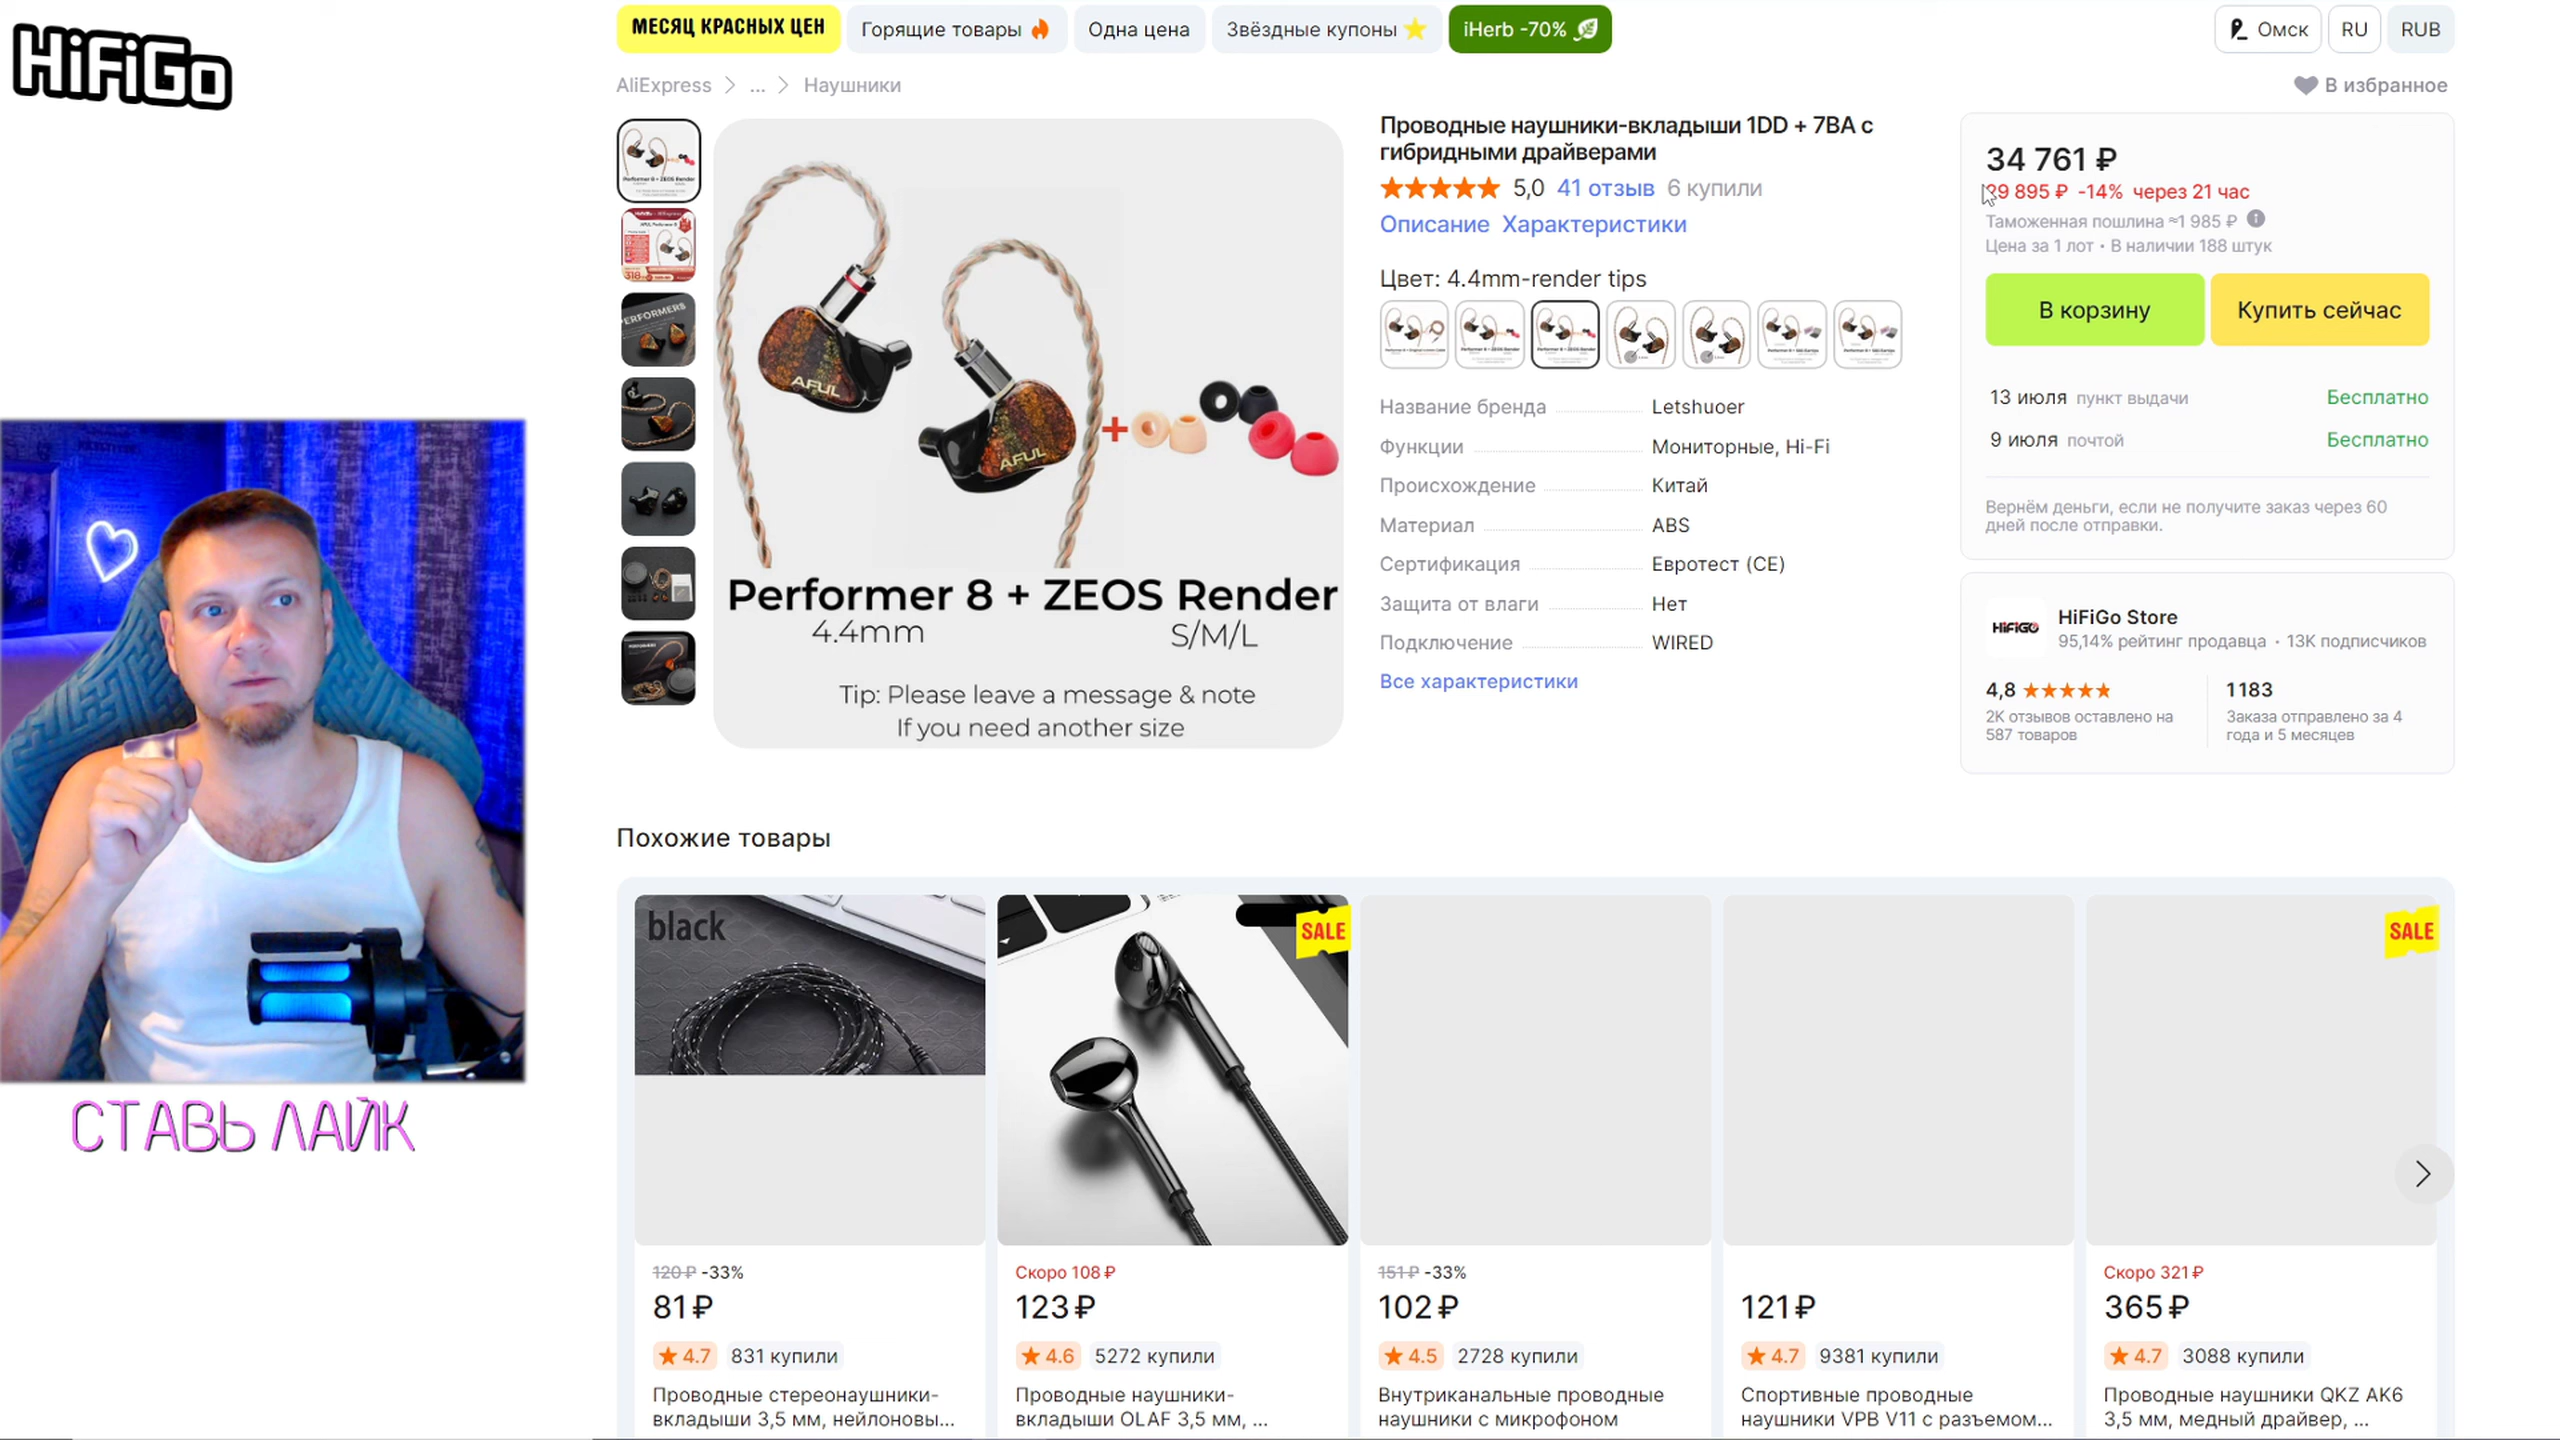 HiFiGo
МЕСЯЦ КРАСНЫХ ЦЕН
Горящие товары
Одна цена
Звёздные купоны
iHerb -70%
Омск
RU
RUB
AliExpress
...
Наушники
В избранное
Performer 8 + ZEOS Render
AFUL
AFUL
Performer 8 + ZEOS Render
4.4mm
S/M/L
Tip: Please leave a message & note
If you need another size
Проводные наушники-вкладыши 1DD + 7BA с
гибридными драйверами
5,0 41 отзыв 6 купили
Описание Характеристики
Цвет: 4.4mm-render tips
Название бренда Letshuoer
Функции Мониторные, Hi-Fi
Происхождение Китай
Материал ABS
Сертификация Евротест (CE)
Защита от влаги Нет
Подключение WIRED
Все характеристики
34 761 ₽
895 ₽ -14% через 21 час
Таможенная пошлина ≈1 985 ₽
Цена за 1 лот • В наличии 188 штук
В корзину
Купить сейчас
13 июля пункт выдачи Бесплатно
9 июля почтой Бесплатно
Вернём деньги, если не получите заказ через 60
дней после отправки.
HiFiGO
HiFiGo Store
95,14% рейтинг продавца • 13K подписчиков
4,8
2K отзывов оставлено на
587 товаров
1183
Заказа отправлено за 4
года и 5 месяцев
Похожие товары
black
SALE
SALE
120 ₽ -33%
81 ₽
4.7 831 купили
Проводные стереонаушники-
вкладыши 3,5 мм, нейлоновы...
Скоро 108 ₽
123 ₽
4.6 5272 купили
Проводные наушники-
вкладыши OLAF 3,5 мм, ...
151 ₽ -33%
102 ₽
4.5 2728 купили
Внутриканальные проводные
наушники с микрофоном
121 ₽
4.7 9381 купили
Спортивные проводные
наушники VPB V11 с разъемом...
Скоро 321 ₽
365 ₽
4.7 3088 купили
Проводные наушники QKZ AK6
3,5 мм, медный драйвер, ...
СТАВЬ ЛАЙК